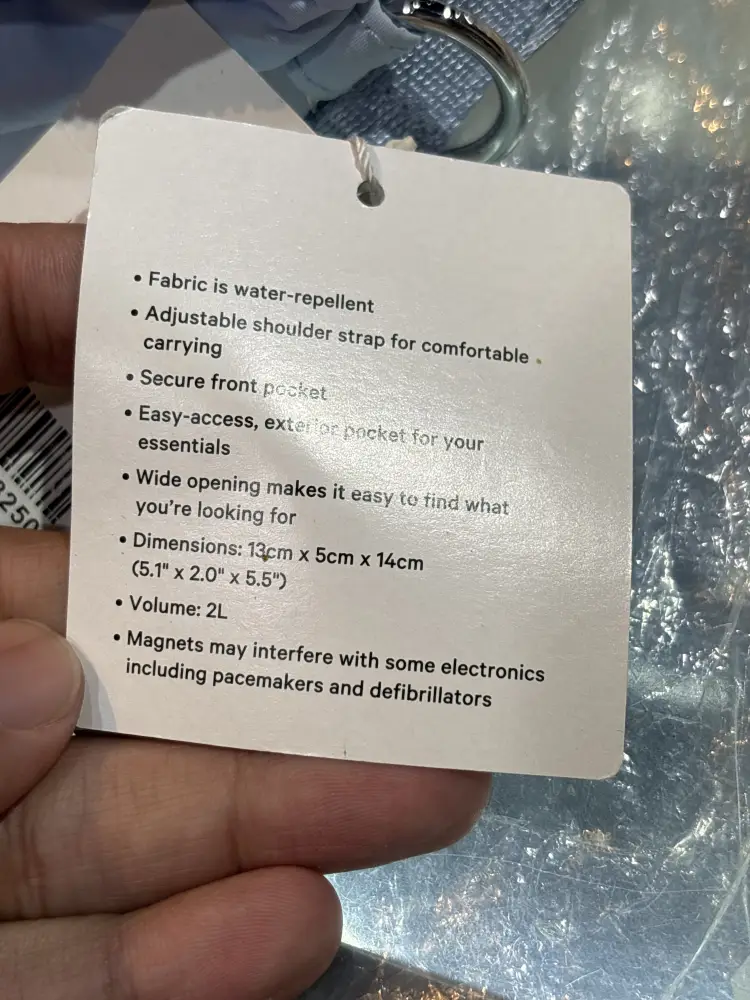 • Fabric is water-repellent
• Adjustable shoulder strap for comfortable
carrying
• Secure front pocket
• Easy-access, exterior pocket for your
essentials
• Wide opening makes it easy to find what
you're looking for
• Dimensions: 13cm x 5cm x 14cm
(5.1" x 2.0" x 5.5")
• Volume: 2L
• Magnets may interfere with some electronics
including pacemakers and defibrillators